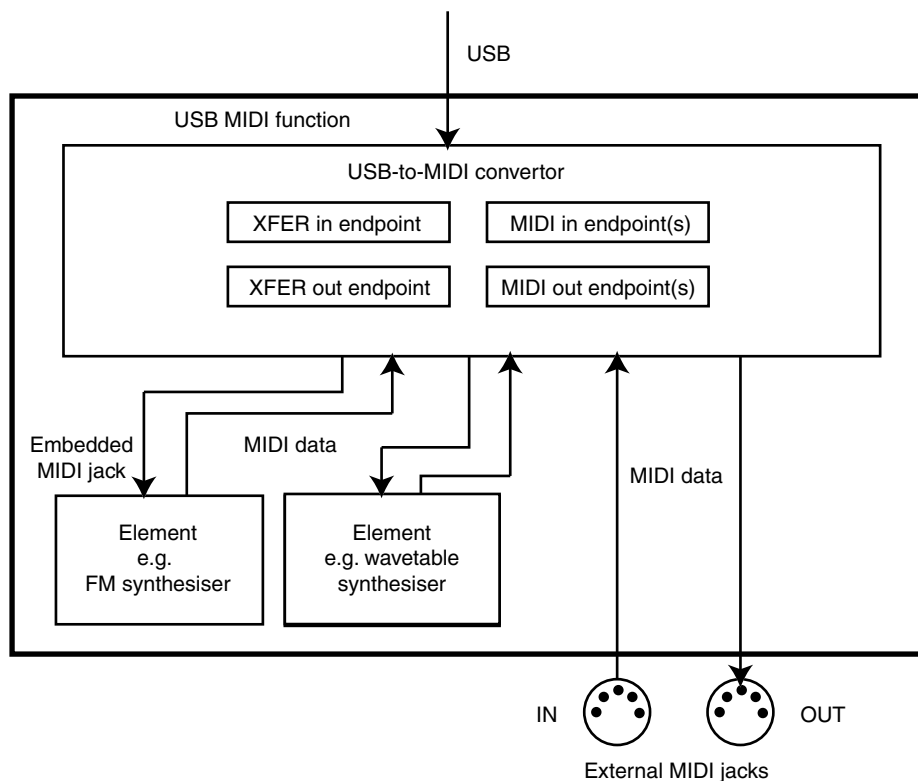 USB
USB MIDI function
USB-to-MIDI convertor
XFER in endpoint
MIDI in endpoint(s)
XFER out endpoint
MIDI out endpoint(s)
Embedded
MIDI jack
MIDI data
MIDI data
Element
e.g.
FM synthesiser
Element
e.g. wavetable
synthesiser
IN
OUT
External MIDI jacks